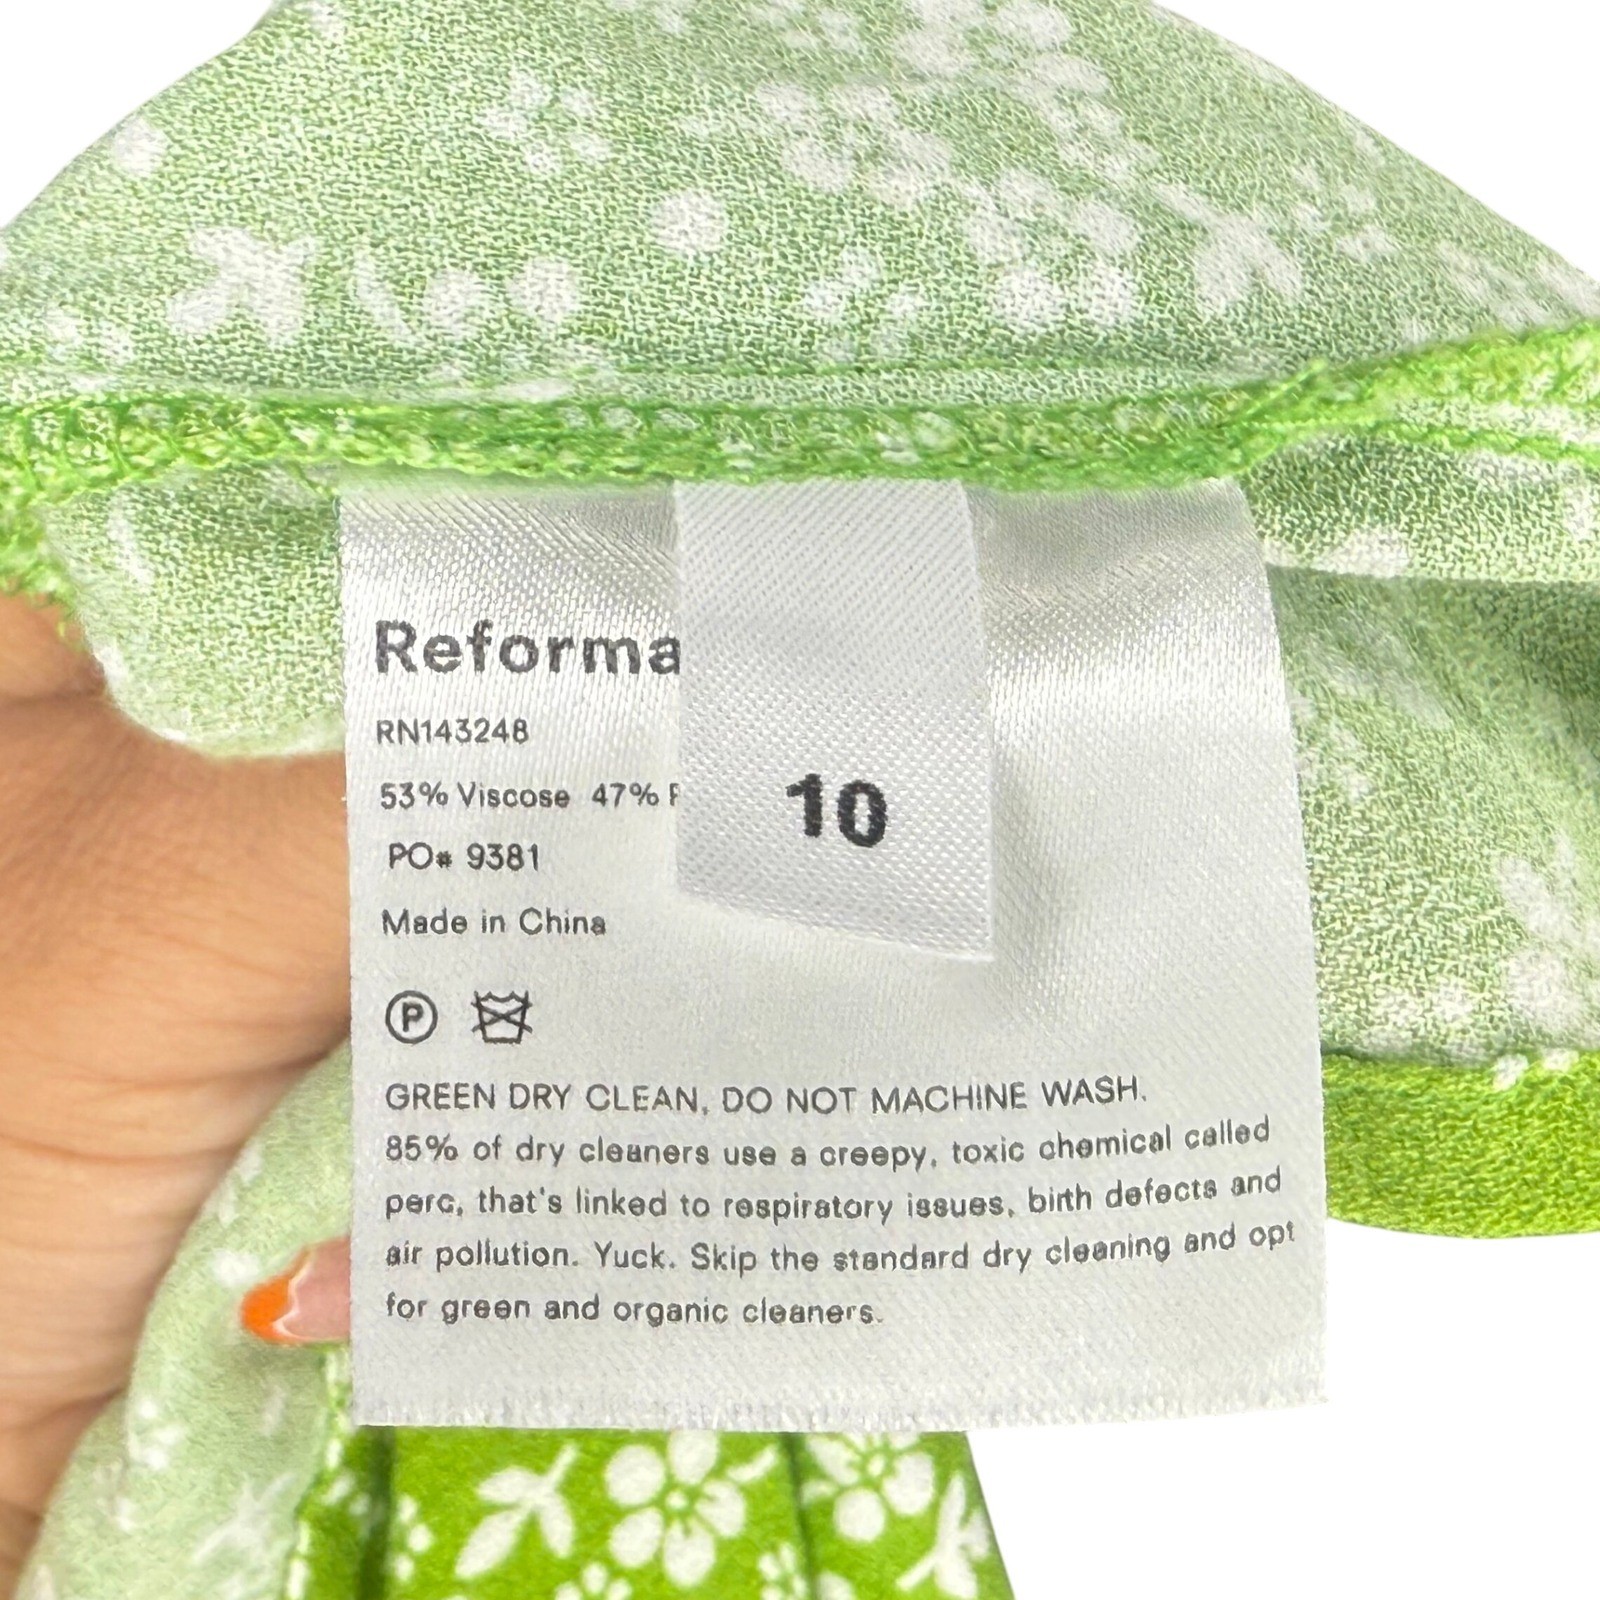 Reforma
RN143248
53% Viscose 47%
10
PO# 9381
Made in China
P
GREEN DRY CLEAN, DO NOT MACHINE WASH.
85% of dry cleaners use a creepy, toxic chemical called
perc, that's linked to respiratory issues, birth defects and
air pollution. Yuck. Skip the standard dry cleaning and opt
for green and organic cleaners.